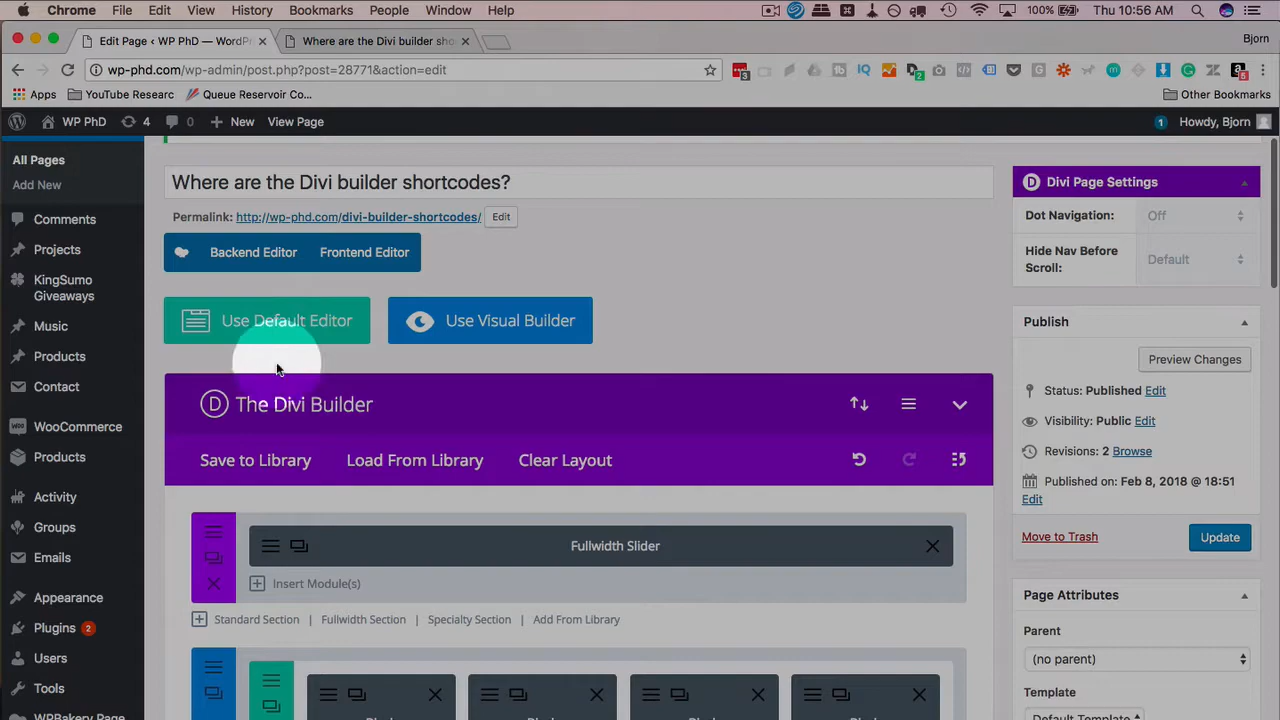 Chrome File Edit View History Bookmarks People Window Help 100% Thu 10:56 AM
Edit Page ‹ WP PhD — WordPr
Where are the Divi builder sho
Bjorn
wp-phd.com/wp-admin/post.php?post=28771&action=edit
Apps YouTube Researc Queue Reservoir Co... Other Bookmarks
WP PhD 4 0 New View Page 1 Howdy, Bjorn
All Pages
Add New
Comments
Projects
KingSumo
Giveaways
Music
Products
Contact
WooCommerce
Products
Activity
Groups
Emails
Appearance
Plugins 2
Users
Tools
WPBakery Page
Where are the Divi builder shortcodes?
Permalink: http://wp-phd.com/divi-builder-shortcodes/ Edit
Backend Editor Frontend Editor
Use Default Editor Use Visual Builder
The Divi Builder
Save to Library Load From Library Clear Layout
Fullwidth Slider
Insert Module(s)
Standard Section | Fullwidth Section | Specialty Section | Add From Library
Divi Page Settings
Dot Navigation: Off
Hide Nav Before
Scroll: Default
Publish
Preview Changes
Status: Published Edit
Visibility: Public Edit
Revisions: 2 Browse
Published on: Feb 8, 2018 @ 18:51
Edit
Move to Trash Update
Page Attributes
Parent
(no parent)
Template
Default Template